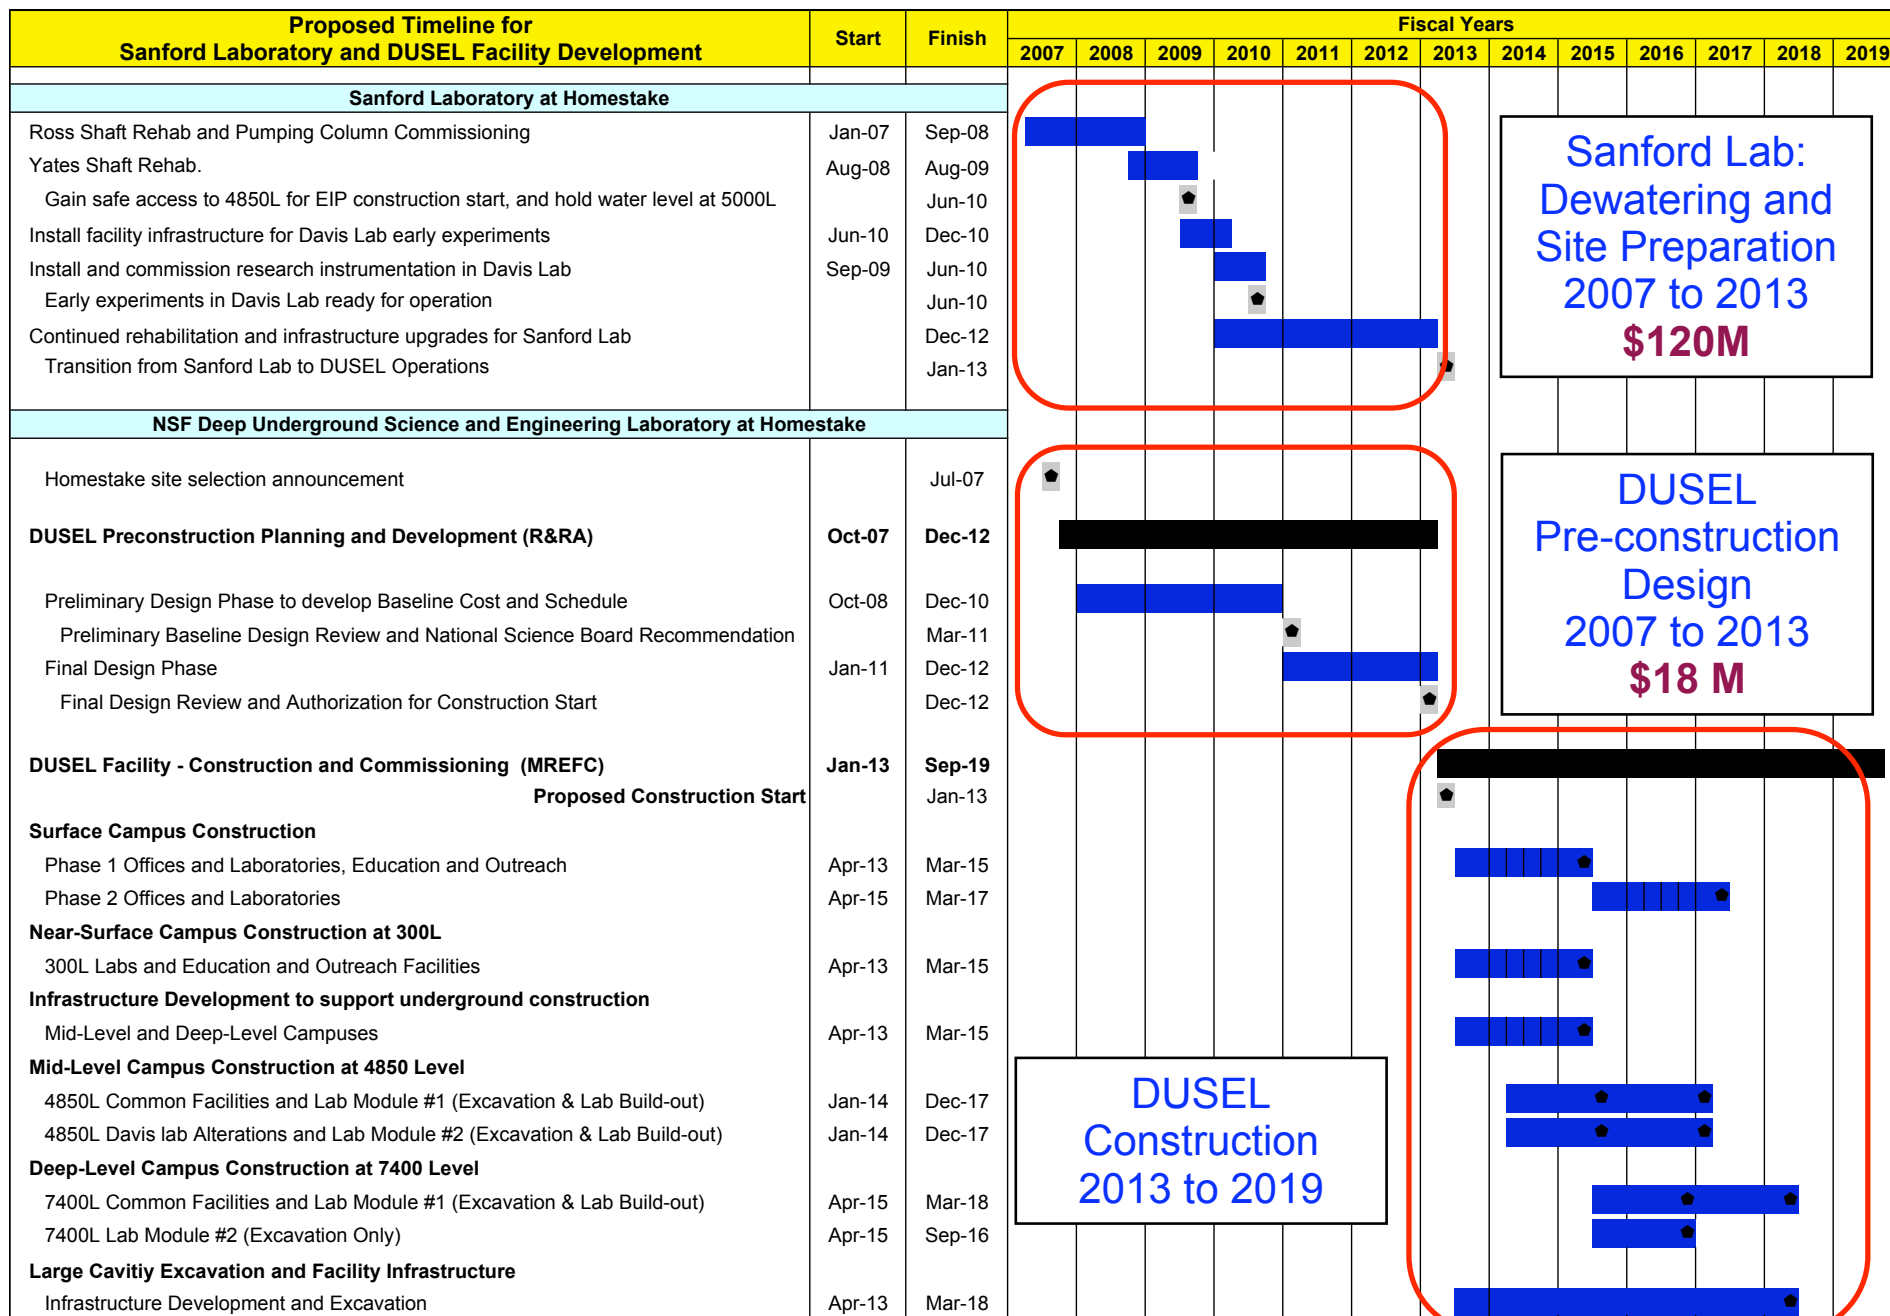 Proposed Timeline for
Sanford Laboratory and DUSEL Facility Development
Start
Finish
Fiscal Years
2007 2008 2009 2010 2011 2012 2013 2014 2015 2016 2017 2018 2019
Sanford Laboratory at Homestake
Ross Shaft Rehab and Pumping Column Commissioning Jan-07 Sep-08
Yates Shaft Rehab. Aug-08 Aug-09
Gain safe access to 4850L for EIP construction start, and hold water level at 5000L Jun-10
Install facility infrastructure for Davis Lab early experiments Jun-10 Dec-10
Install and commission research instrumentation in Davis Lab Sep-09 Jun-10
Early experiments in Davis Lab ready for operation Jun-10
Continued rehabilitation and infrastructure upgrades for Sanford Lab Dec-12
Transition from Sanford Lab to DUSEL Operations Jan-13
Sanford Lab:
Dewatering and
Site Preparation
2007 to 2013
$120M
NSF Deep Underground Science and Engineering Laboratory at Homestake
Homestake site selection announcement Jul-07
DUSEL Preconstruction Planning and Development (R&RA) Oct-07 Dec-12
Preliminary Design Phase to develop Baseline Cost and Schedule Oct-08 Dec-10
Preliminary Baseline Design Review and National Science Board Recommendation Mar-11
Final Design Phase Jan-11 Dec-12
Final Design Review and Authorization for Construction Start Dec-12
DUSEL
Pre-construction
Design
2007 to 2013
$18 M
DUSEL Facility - Construction and Commissioning (MREFC) Jan-13 Sep-19
Proposed Construction Start Jan-13
Surface Campus Construction
Phase 1 Offices and Laboratories, Education and Outreach Apr-13 Mar-15
Phase 2 Offices and Laboratories Apr-15 Mar-17
Near-Surface Campus Construction at 300L
300L Labs and Education and Outreach Facilities Apr-13 Mar-15
Infrastructure Development to support underground construction
Mid-Level and Deep-Level Campuses Apr-13 Mar-15
Mid-Level Campus Construction at 4850 Level
4850L Common Facilities and Lab Module #1 (Excavation & Lab Build-out) Jan-14 Dec-17
4850L Davis lab Alterations and Lab Module #2 (Excavation & Lab Build-out) Jan-14 Dec-17
Deep-Level Campus Construction at 7400 Level
7400L Common Facilities and Lab Module #1 (Excavation & Lab Build-out) Apr-15 Mar-18
7400L Lab Module #2 (Excavation Only) Apr-15 Sep-16
Large Cavitiy Excavation and Facility Infrastructure
Infrastructure Development and Excavation Apr-13 Mar-18
DUSEL
Construction
2013 to 2019